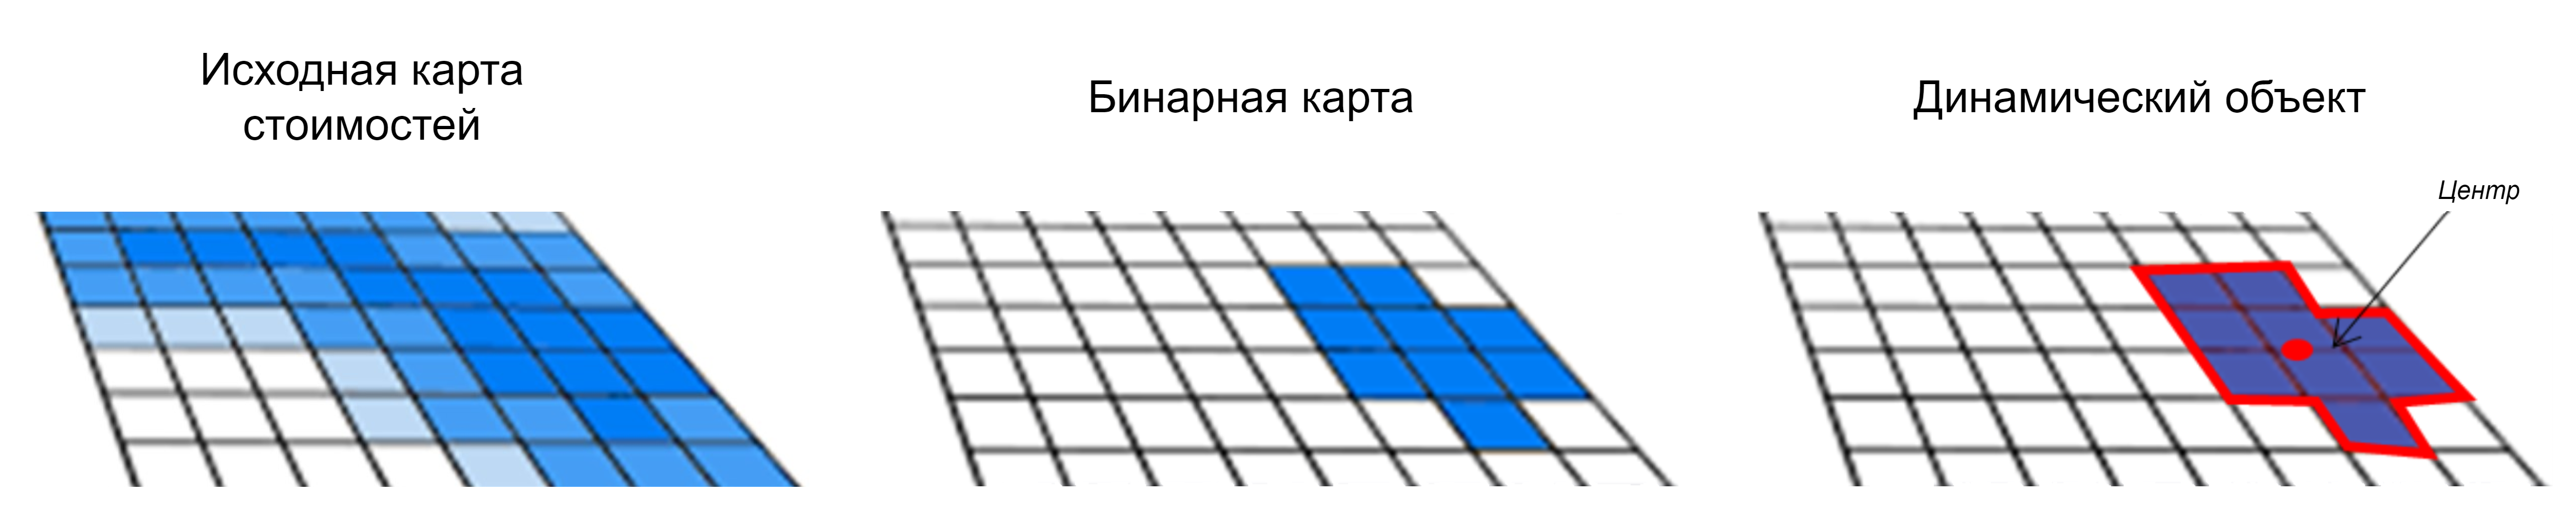 Исходная карта
стоимостей
Бинарная карта
Динамический объект
Центр